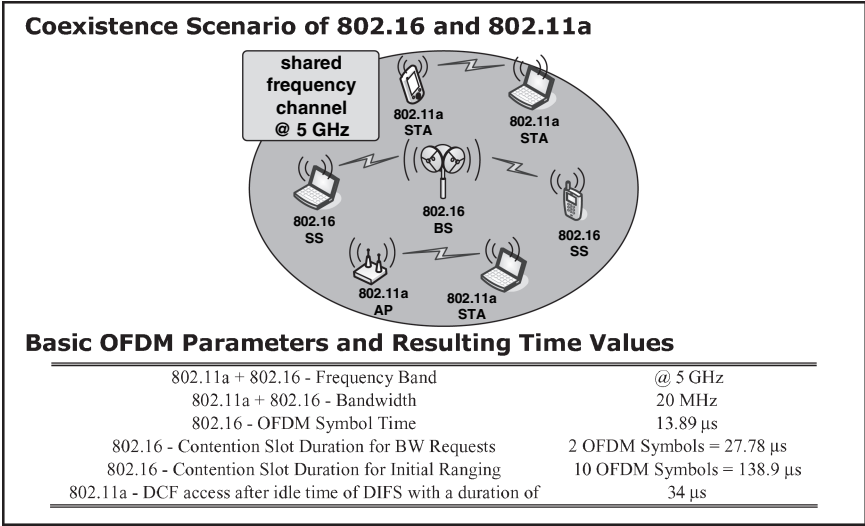 Coexistence Scenario of 802.16 and 802.11a
shared
frequency
channel
@ 5 GHz
802.11a
STA
802.11a
STA
802.16
SS
802.16
BS
802.16
SS
802.11a
AP
802.11a
STA
Basic OFDM Parameters and Resulting Time Values
802.11a + 802.16 - Frequency Band @ 5 GHz
802.11a + 802.16 - Bandwidth 20 MHz
802.16 - OFDM Symbol Time 13.89 µs
802.16 - Contention Slot Duration for BW Requests 2 OFDM Symbols = 27.78 µs
802.16 - Contention Slot Duration for Initial Ranging 10 OFDM Symbols = 138.9 µs
802.11a - DCF access after idle time of DIFS with a duration of 34 µs